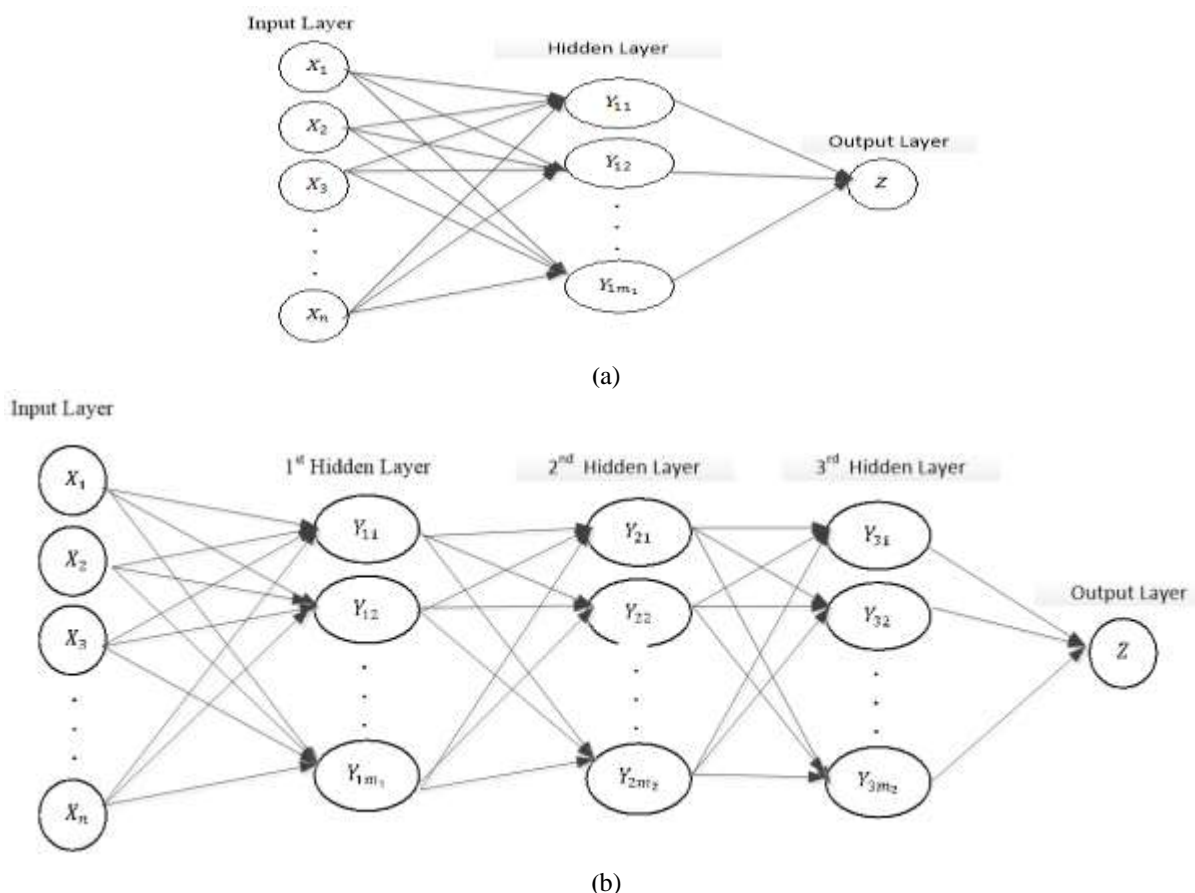 Input Layer
Hidden Layer
Output Layer
X₁
X₂
X₃
Xₙ
Y₁₁
Y₁₂
Y₁ₘ₁
Z
(a)
Input Layer
1st Hidden Layer
2nd Hidden Layer
3rd Hidden Layer
Output Layer
X₁
X₂
X₃
Xₙ
Y₁₁
Y₁₂
Y₁ₘ₁
Y₂₁
Y₂₂
Y₂ₘ₂
Y₃₁
Y₃₂
Y₃ₘ₂
Z
(b)